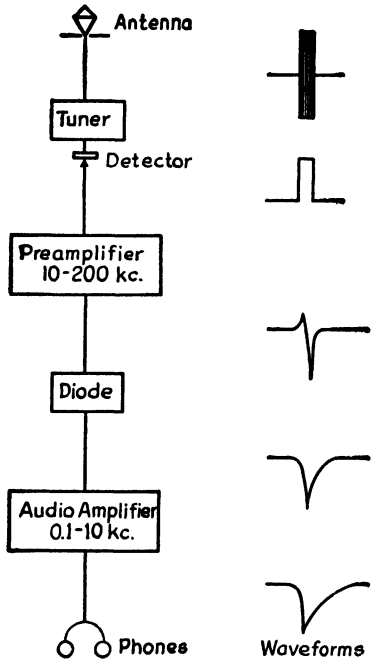 Antenna
Tuner
Detector
Preamplifier
10-200 kc.
Diode
Audio Amplifier
0.1-10 kc.
Phones
Waveforms